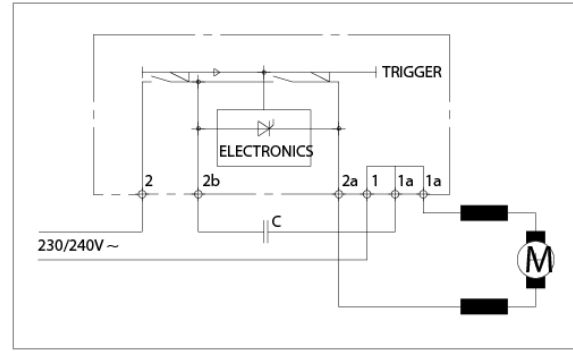 TRIGGER
ELECTRONICS
2 2b 2a 1 1a 1a
C
230/240V ~
M